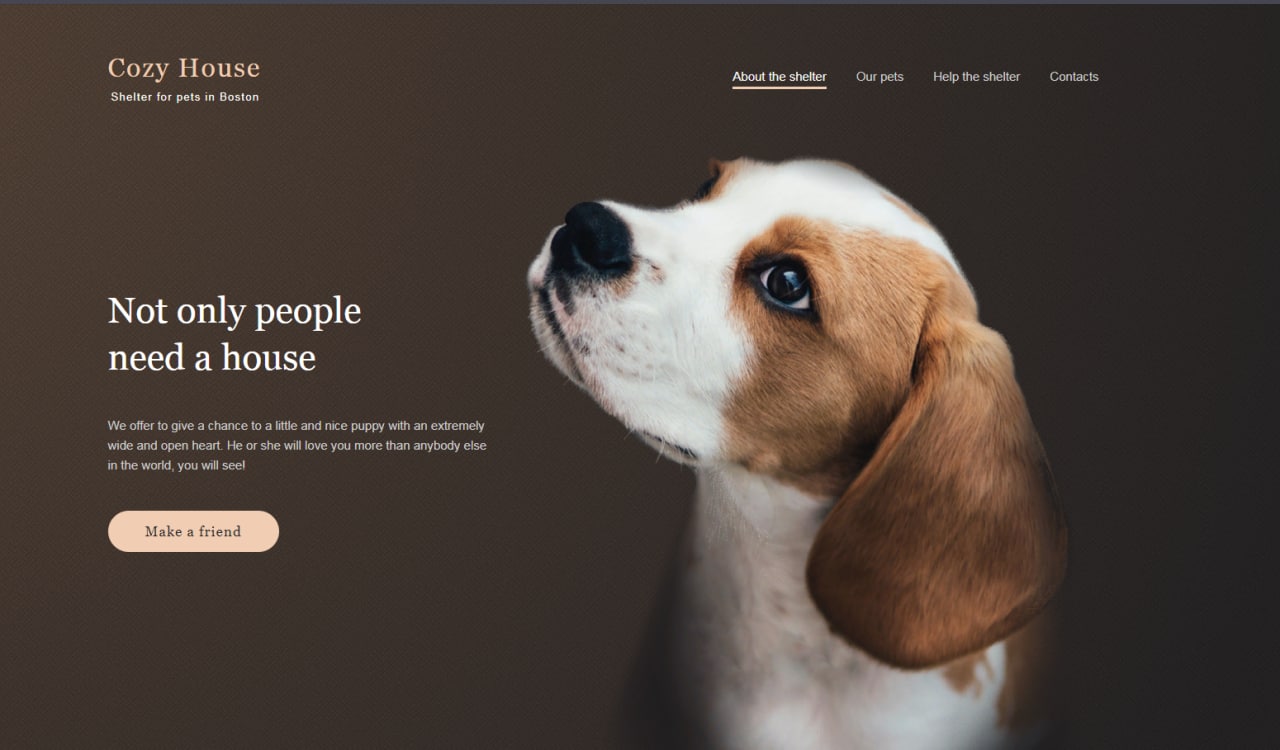 Cozy House
Shelter for pets in Boston
About the shelter
Our pets
Help the shelter
Contacts
Not only people
need a house
We offer to give a chance to a little and nice puppy with an extremely
wide and open heart. He or she will love you more than anybody else
in the world, you will see!
Make a friend